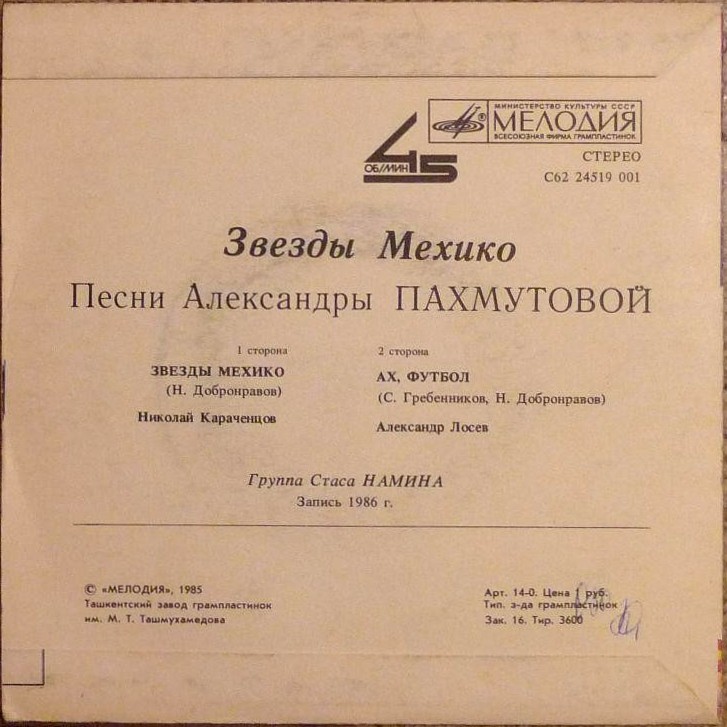 МИНИСТЕРСТВО КУЛЬТУРЫ СССР
МЕЛОДИЯ
ВСЕСОЮЗНАЯ ФИРМА ГРАМПЛАСТИНОК
45
ОБ/МИН
СТЕРЕО
С62 24519 001
Звезды Мехико
Песни Александры ПАХМУТОВОЙ
1 сторона
ЗВЕЗДЫ МЕХИКО
(Н. Добронравов)
Николай Караченцов
2 сторона
АХ, ФУТБОЛ
(С. Гребенников, Н. Добронравов)
Александр Лосев
Группа Стаса НАМИНА
Запись 1986 г.
© «МЕЛОДИЯ», 1985
Ташкентский завод грампластинок
им. М. Т. Ташмухамедова
Арт. 14-0. Цена 1 руб.
Тип. з-да грампластинок
Зак. 16. Тир. 3600